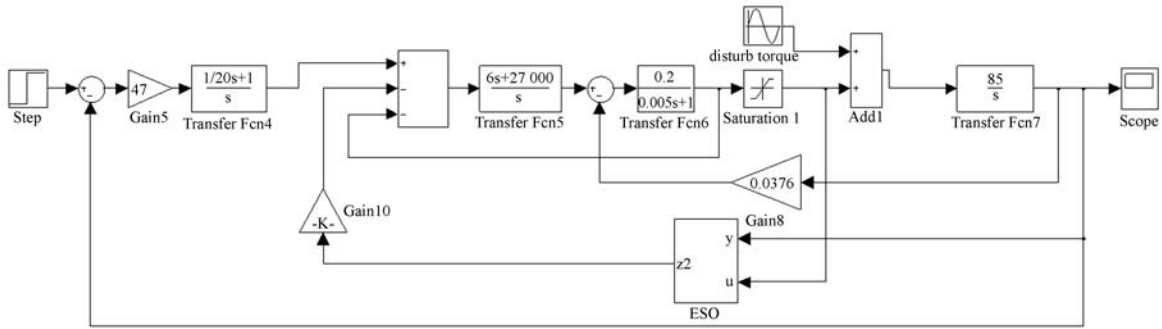 Step
+
−
47
Gain5
1/20s+1
s
Transfer Fcn4
+
−
−
6s+27 000
s
Transfer Fcn5
+
−
0.2
0.005s+1
Transfer Fcn6
Saturation 1
disturb torque
+
+
Add1
85
s
Transfer Fcn7
Scope
0.0376
Gain8
-K-
Gain10
y
z2
u
ESO